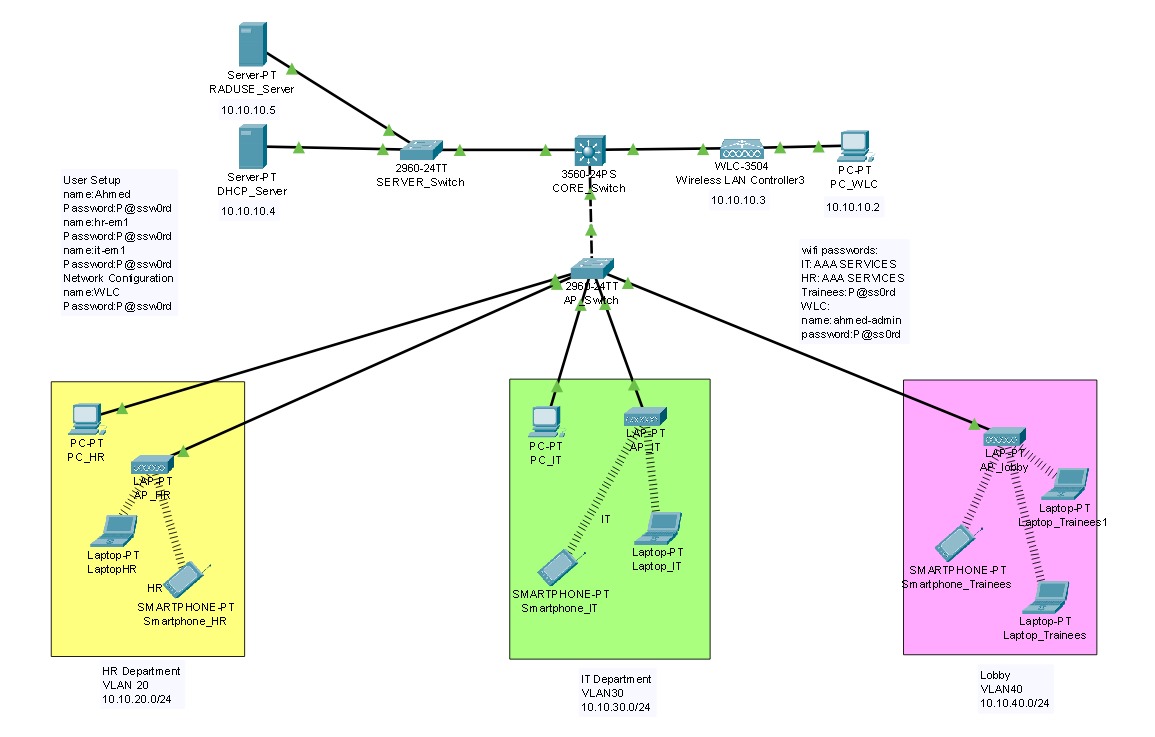 Server-PT
RADUSE_Server
10.10.10.5
Server-PT
DHCP_Server
10.10.10.4
2960-24TT
SERVER_Switch
3560-24PS
CORE_Switch
WLC-3504
Wireless LAN Controller3
10.10.10.3
PC-PT
PC_WLC
10.10.10.2
User Setup
name:Ahmed
Password:P@ssw0rd
name:hr-em1
Password:P@ssw0rd
name:it-em1
Password:P@ssw0rd
Network Configuration
name:WLC
Password:P@ssw0rd
wifi passwords:
IT: AAA SERVICES
HR: AAA SERVICES
Trainees:P@ss0rd
WLC:
name:ahmed-admin
password:P@ss0rd
2960-24TT
AP_Switch
PC-PT
PC_HR
LAP-PT
AP_HR
Laptop-PT
LaptopHR
HR
SMARTPHONE-PT
Smartphone_HR
HR Department
VLAN 20
10.10.20.0/24
PC-PT
PC_IT
LAP-PT
AP_IT
IT
Laptop-PT
Laptop_IT
SMARTPHONE-PT
Smartphone_IT
IT Department
VLAN30
10.10.30.0/24
LAP-PT
AP_lobby
Laptop-PT
Laptop_Trainees1
SMARTPHONE-PT
Smartphone_Trainees
Laptop-PT
Laptop_Trainees
Lobby
VLAN40
10.10.40.0/24